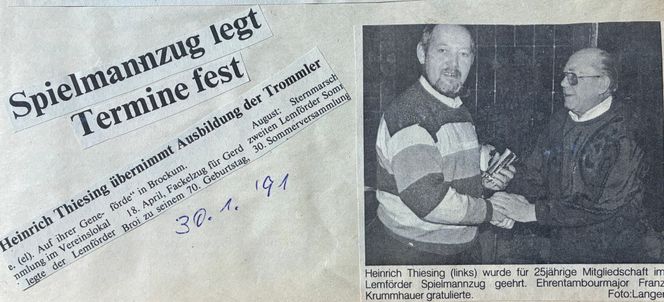 Spielmannzug legt
Termine fest
Heinrich Thiesing übernimmt Ausbildung der Trommler
e. (el). Auf ihrer Gene- förde" in Brockum. August: Sternmarsch
mmlung im Vereinslokal 18. April, Fackelzug für Gerd zweiten Lemförder Som
legte der Lemförder Broi zu seinem 70. Geburtstag, 30. Sommerversammlung
30. 1. '91
Heinrich Thiesing (links) wurde für 25jährige Mitgliedschaft im
Lemförder Spielmannzug geehrt. Ehrentambourmajor Franz
Krummhauer gratulierte. Foto:Langer